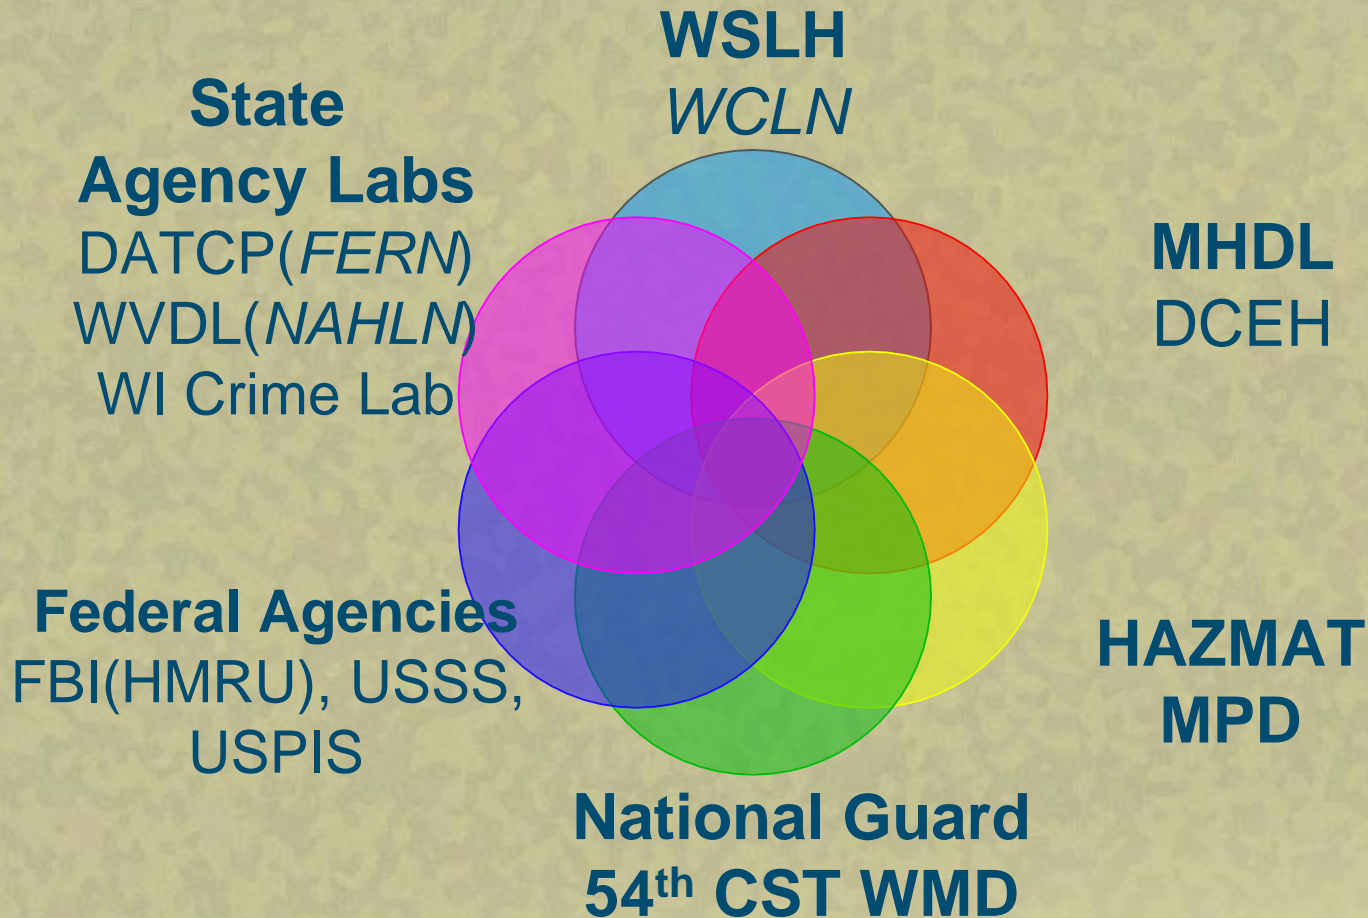 WSLH
WCLN
State
Agency Labs
DATCP(FERN)
WVDL(NAHLN)
WI Crime Lab
MHDL
DCEH
Federal Agencies
FBI(HMRU), USSS,
USPIS
HAZMAT
MPD
National Guard
54th CST WMD